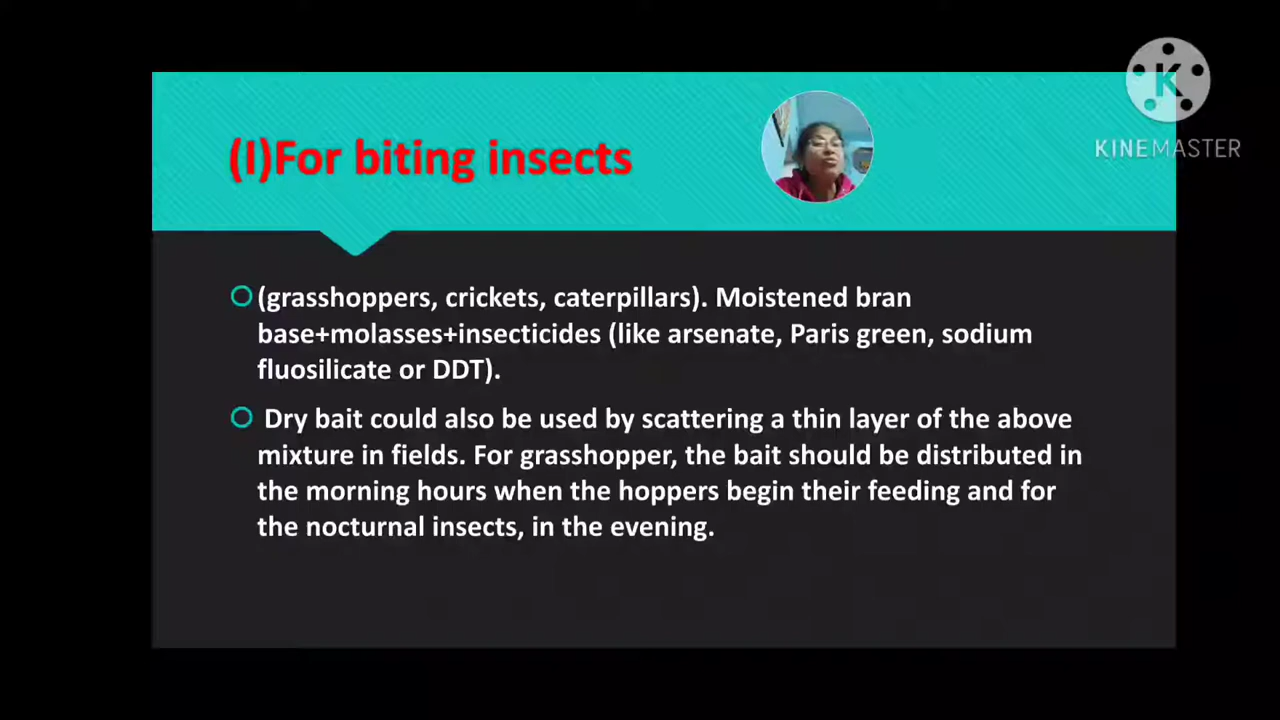 (I)For biting insects
K
KINEMASTER
(grasshoppers, crickets, caterpillars). Moistened bran
base+molasses+insecticides (like arsenate, Paris green, sodium
fluosilicate or DDT).
Dry bait could also be used by scattering a thin layer of the above
mixture in fields. For grasshopper, the bait should be distributed in
the morning hours when the hoppers begin their feeding and for
the nocturnal insects, in the evening.